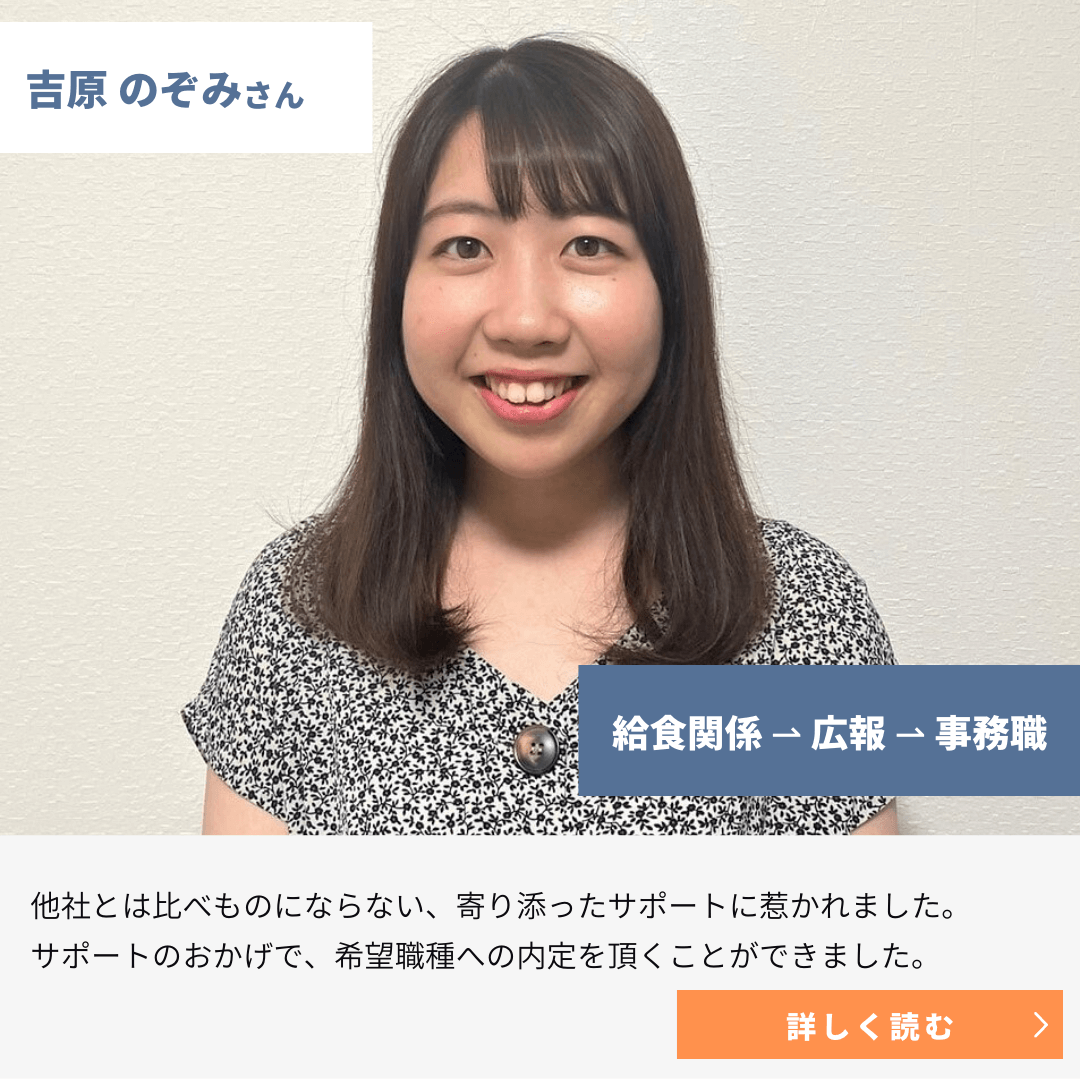 吉原 のぞみさん
給食関係 → 広報 → 事務職
他社とは比べものにならない、寄り添ったサポートに惹かれました。
サポートのおかげで、希望職種への内定を頂くことができました。
詳しく読む